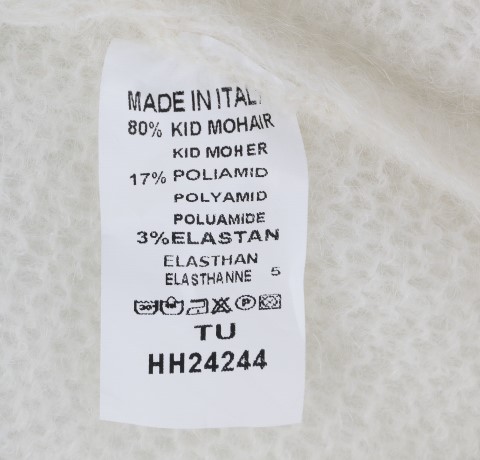 MADE IN ITAL
80% KID MOHAIR
KID MOHER
17% POLIAMID
POLYAMID
POLUAMIDE
3% ELASTAN
ELASTHAN
ELASTHANNE 5
30° P
TU
HH24244